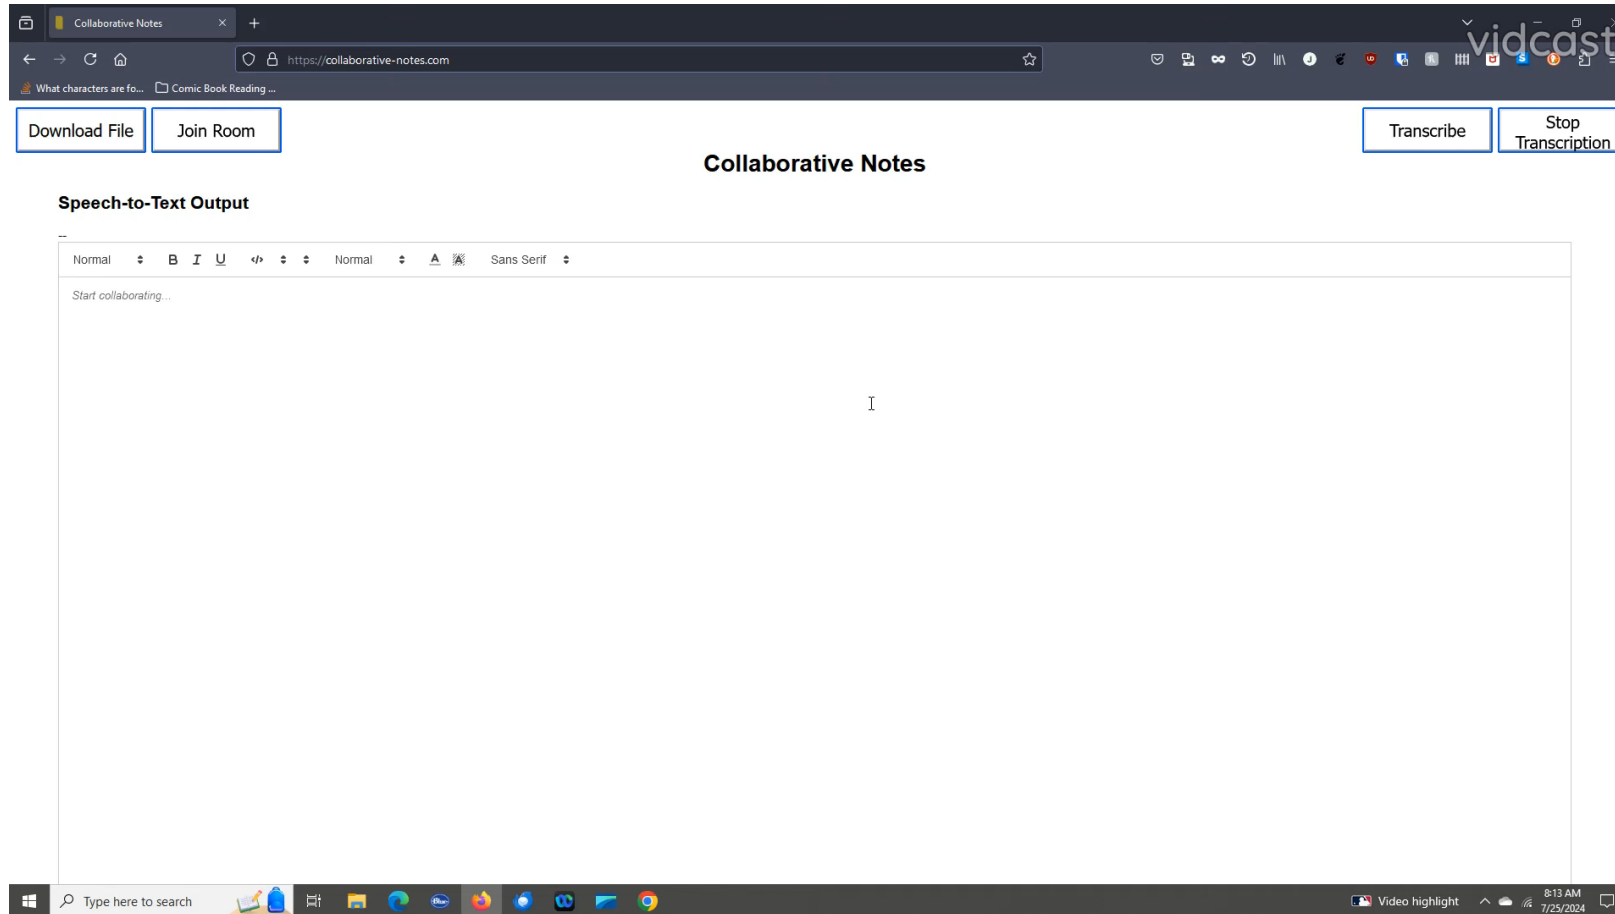 Collaborative Notes
vidcast
https://collaborative-notes.com
What characters are fo...
Comic Book Reading ...
Download File
Join Room
Transcribe
Stop
Transcription
Collaborative Notes
Speech-to-Text Output
--
Normal
B I U
Normal
A
A
Sans Serif
Start collaborating...
Type here to search
Video highlight
8:13 AM
7/25/2024